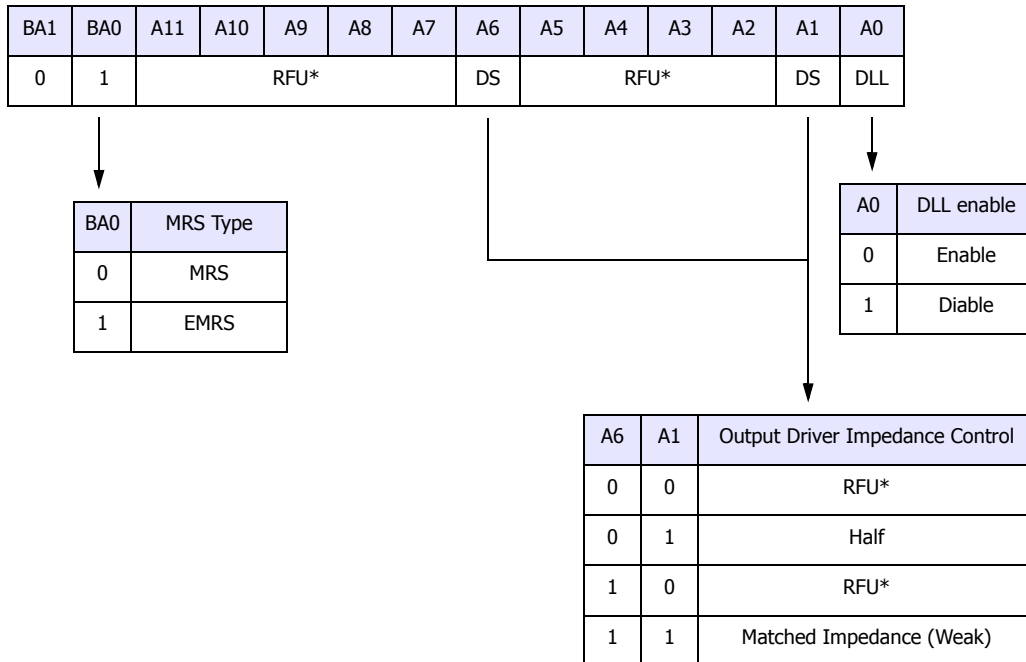 BA1 BA0 A11 A10 A9 A8 A7 A6 A5 A4 A3 A2 A1 A0
0 1 RFU* DS RFU* DS DLL
BA0 MRS Type
0 MRS
1 EMRS
A0 DLL enable
0 Enable
1 Diable
A6 A1 Output Driver Impedance Control
0 0 RFU*
0 1 Half
1 0 RFU*
1 1 Matched Impedance (Weak)